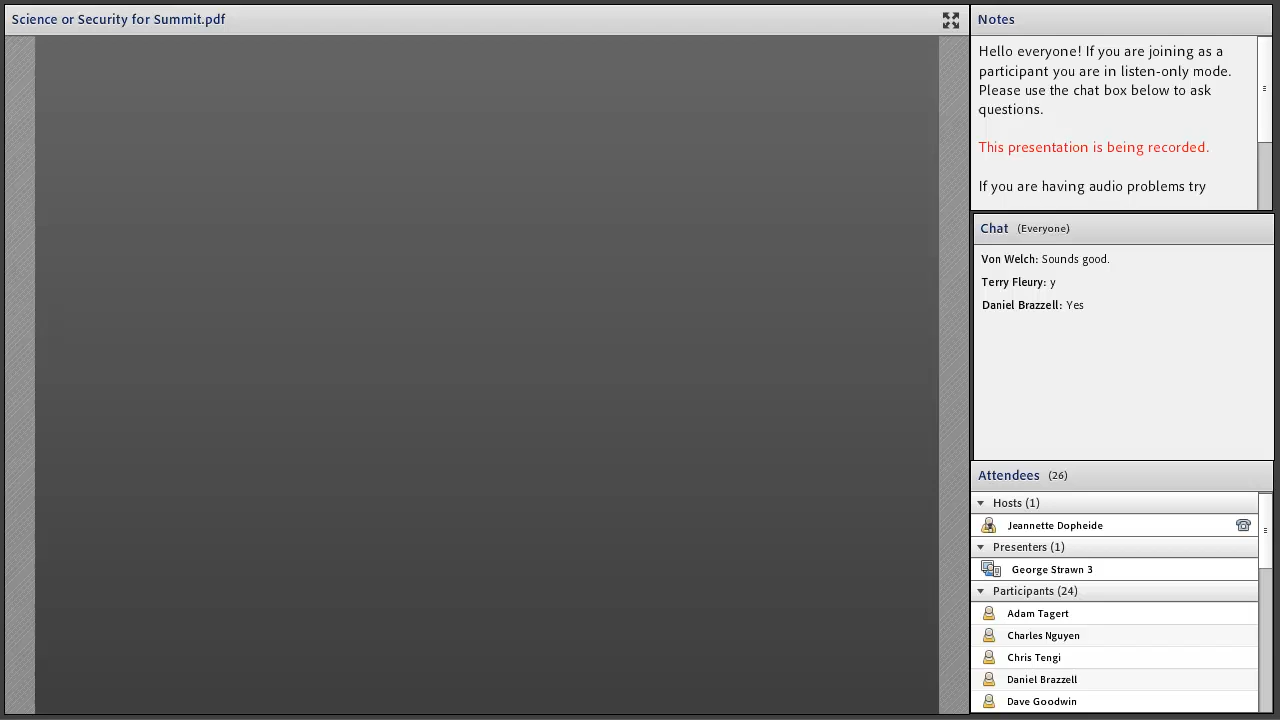 Science or Security for Summit.pdf
Notes
Hello everyone! If you are joining as a
participant you are in listen-only mode.
Please use the chat box below to ask
questions.
This presentation is being recorded.
If you are having audio problems try
Chat (Everyone)
Von Welch: Sounds good.
Terry Fleury: y
Daniel Brazzell: Yes
Attendees (26)
Hosts (1)
Jeannette Dopheide
Presenters (1)
George Strawn 3
Participants (24)
Adam Tagert
Charles Nguyen
Chris Tengi
Daniel Brazzell
Dave Goodwin